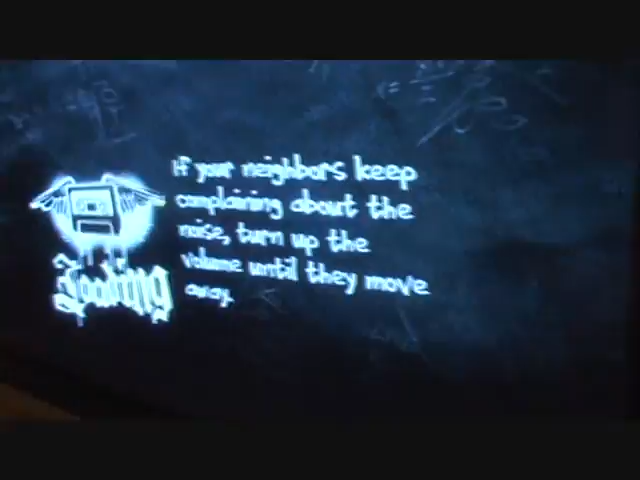 If your neighbors keep
complaining about the
noise, turn up the
volume until they move
away.
Loading